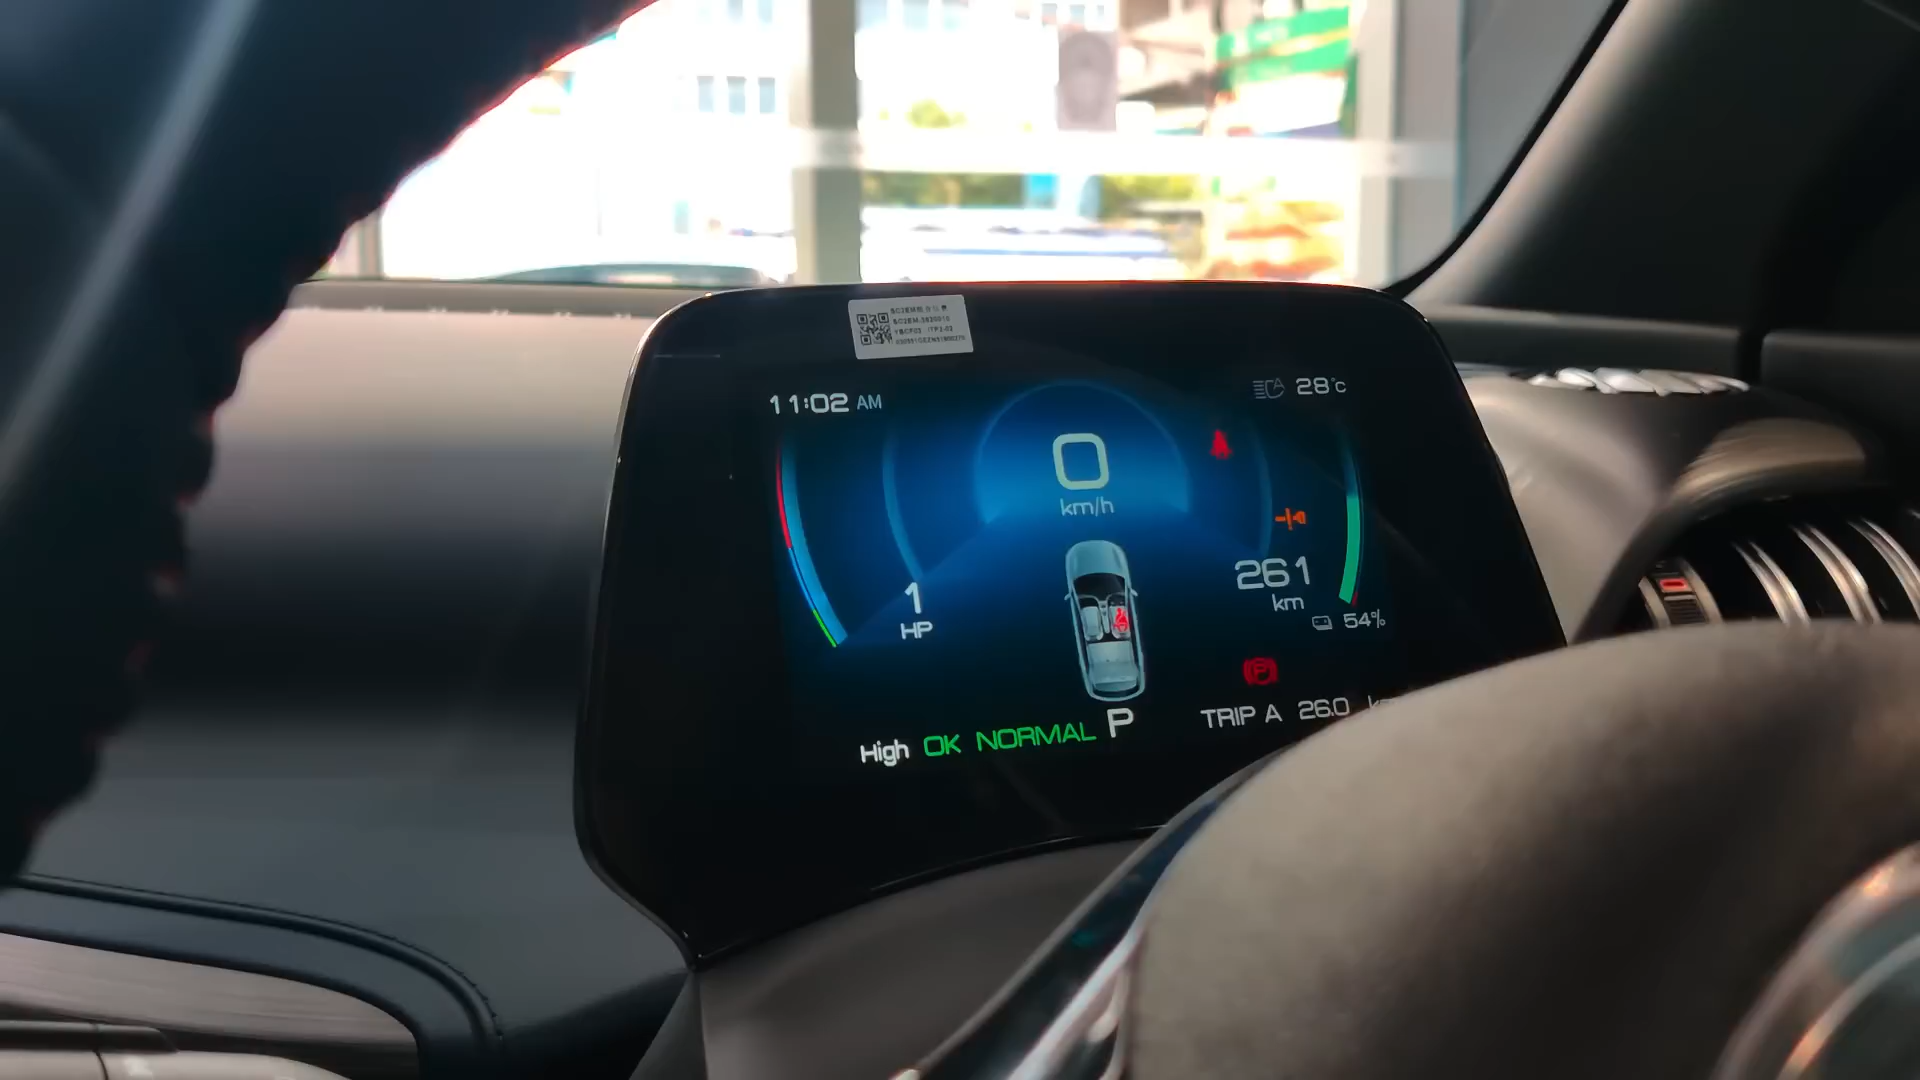 11:02 AM
28°c
0
km/h
1
HP
261
km
54%
P
TRIP A 26.0
High OK NORMAL P